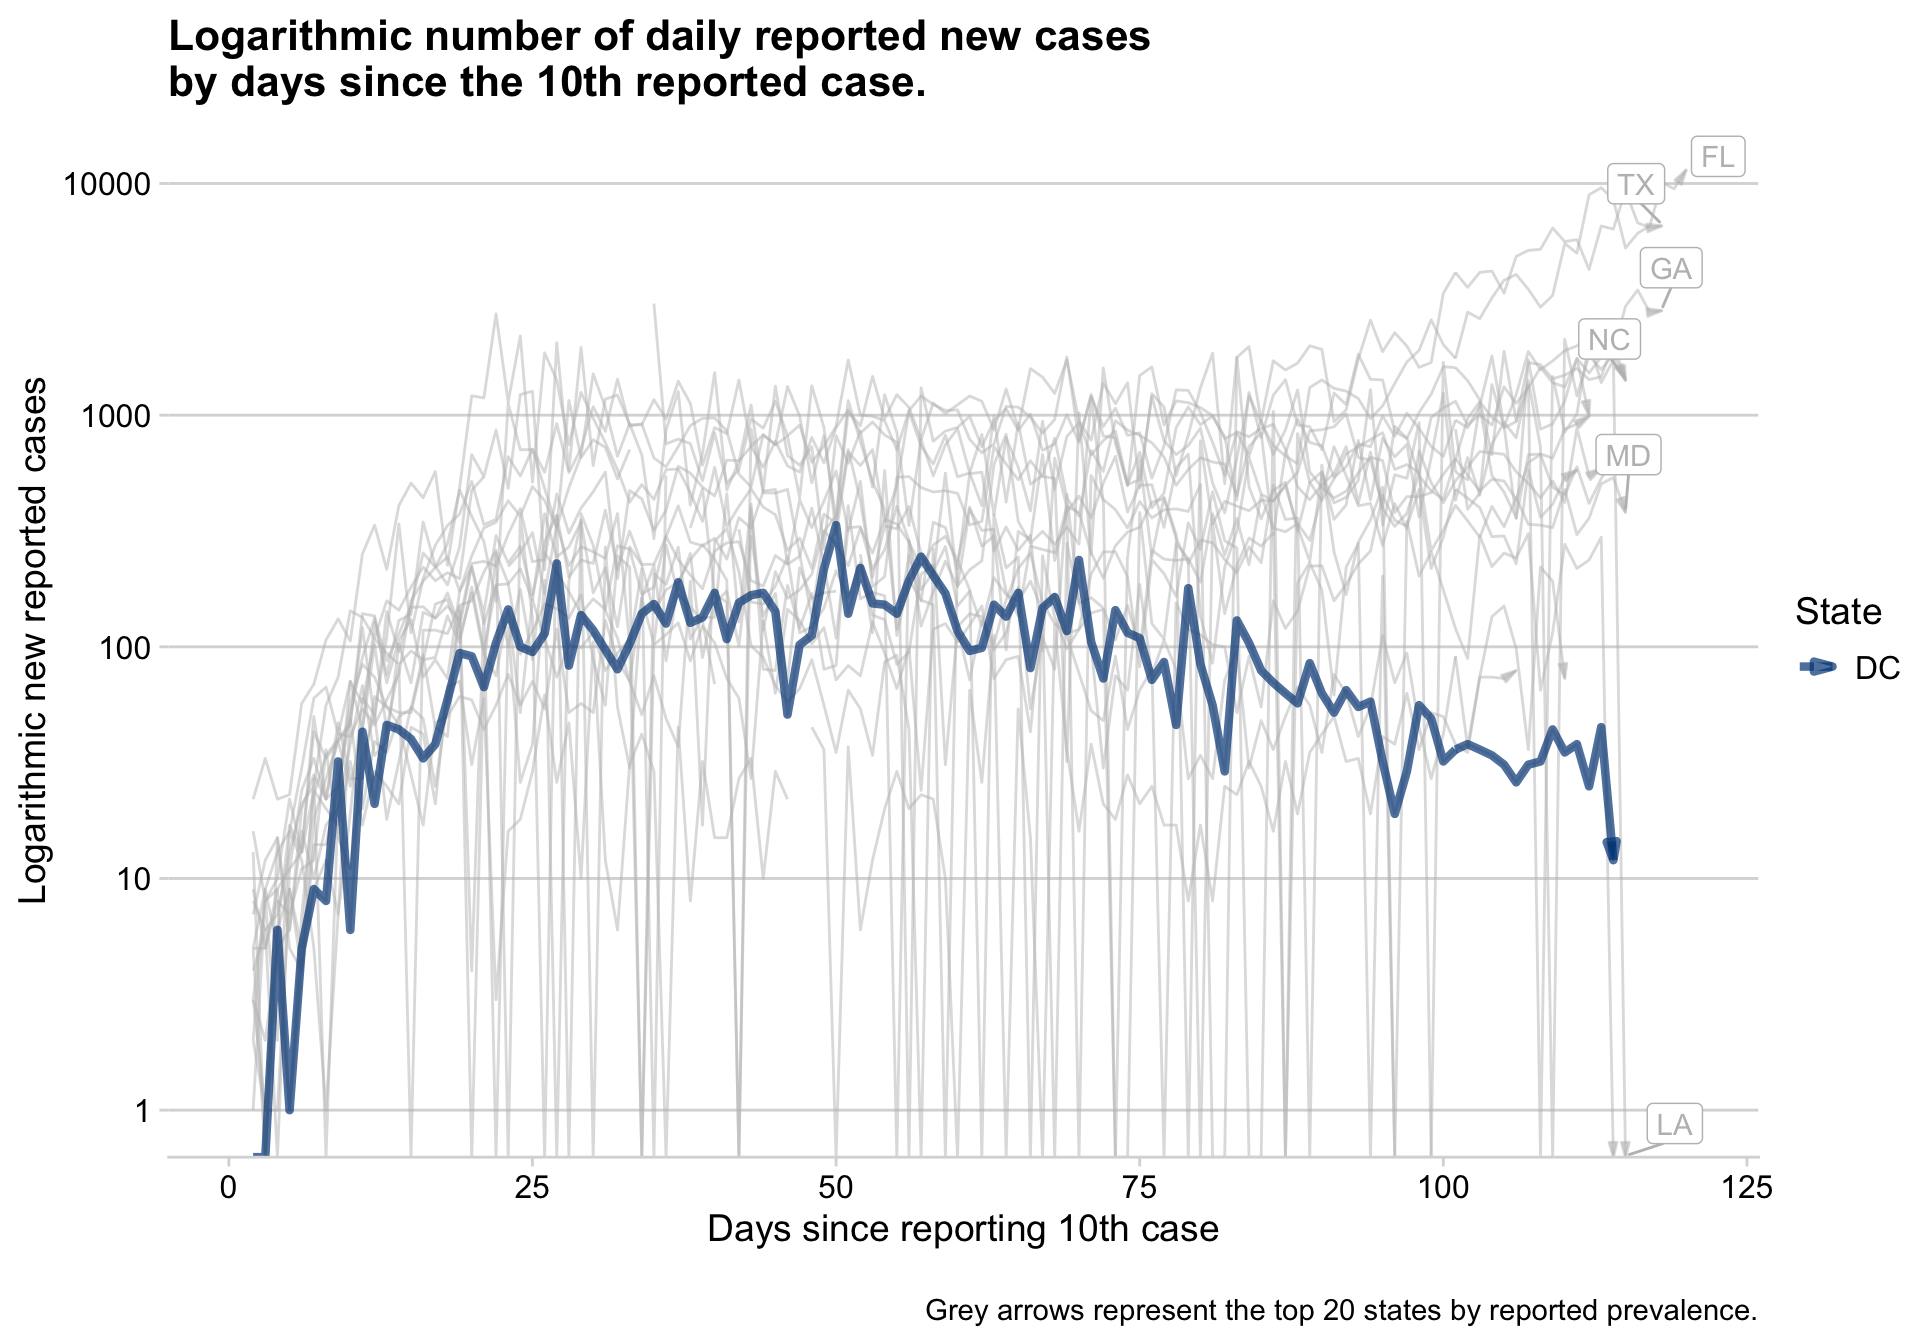 Logarithmic number of daily reported new cases
by days since the 10th reported case.
FL
TX
GA
NC
MD
LA
10000
1000
100
10
1
Logarithmic new reported cases
0 25 50 75 100 125
Days since reporting 10th case
State
DC
Grey arrows represent the top 20 states by reported prevalence.